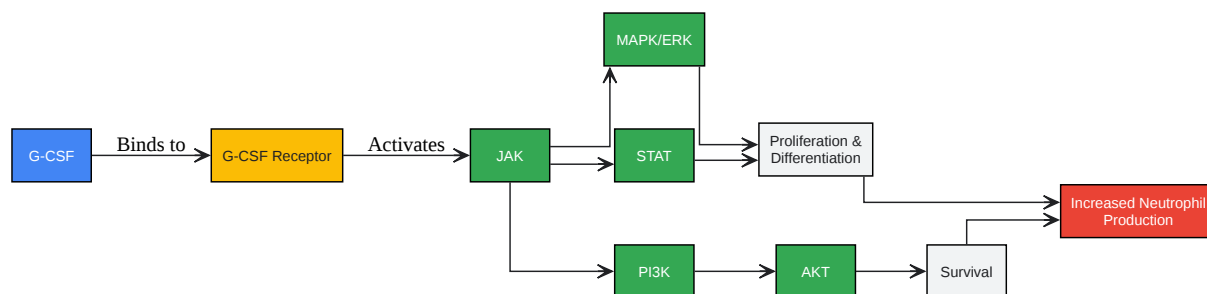 MAPK/ERK
G-CSF
Binds to
G-CSF Receptor
Activates
JAK
STAT
Proliferation &
Differentiation
Increased Neutrophil
Production
PI3K
AKT
Survival